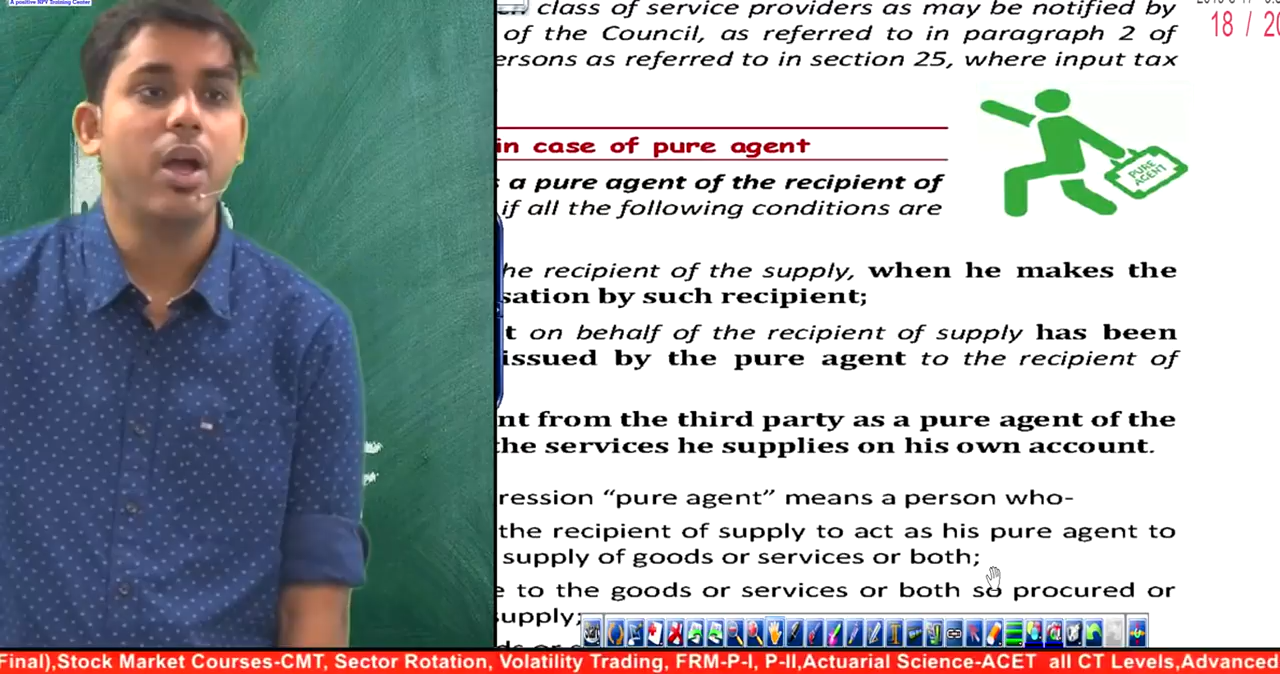 A positive NPV Training Center
class of service providers as may be notified by
18 / 20
of the Council, as referred to in paragraph 2 of
ersons as referred to in section 25, where input tax
in case of pure agent
PURE
AGENT
s a pure agent of the recipient of
if all the following conditions are
he recipient of the supply, when he makes the
sation by such recipient;
t on behalf of the recipient of supply has been
issued by the pure agent to the recipient of
nt from the third party as a pure agent of the
the services he supplies on his own account.
ression “pure agent” means a person who-
the recipient of supply to act as his pure agent to
supply of goods or services or both;
e to the goods or services or both so procured or
supply;
Final),Stock Market Courses-CMT, Sector Rotation, Volatility Trading, FRM-P-I, P-II,Actuarial Science-ACET all CT Levels,Advanced